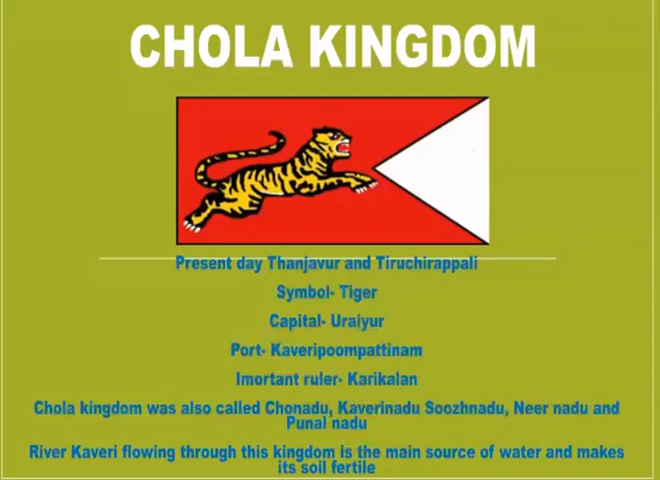 CHOLA KINGDOM
Present day Thanjavur and Tiruchirappali
Symbol- Tiger
Capital- Uraiyur
Port- Kaveripoompattinam
Imortant ruler- Karikalan
Chola kingdom was also called Chonadu, Kaverinadu Soozhnadu, Neer nadu and
Punal nadu
River Kaveri flowing through this kingdom is the main source of water and makes
its soil fertile